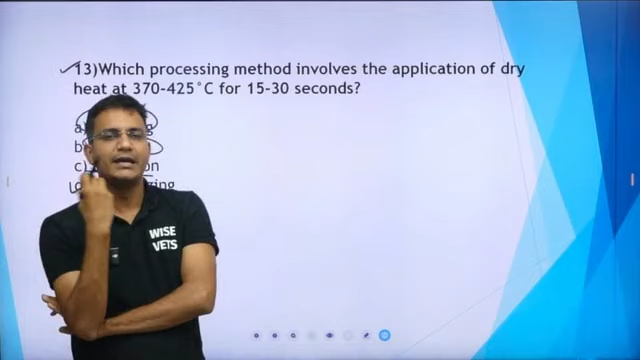 13)Which processing method involves the application of dry
heat at 370-425°C for 15-30 seconds?
a)
b)
c)
WISE
VETS